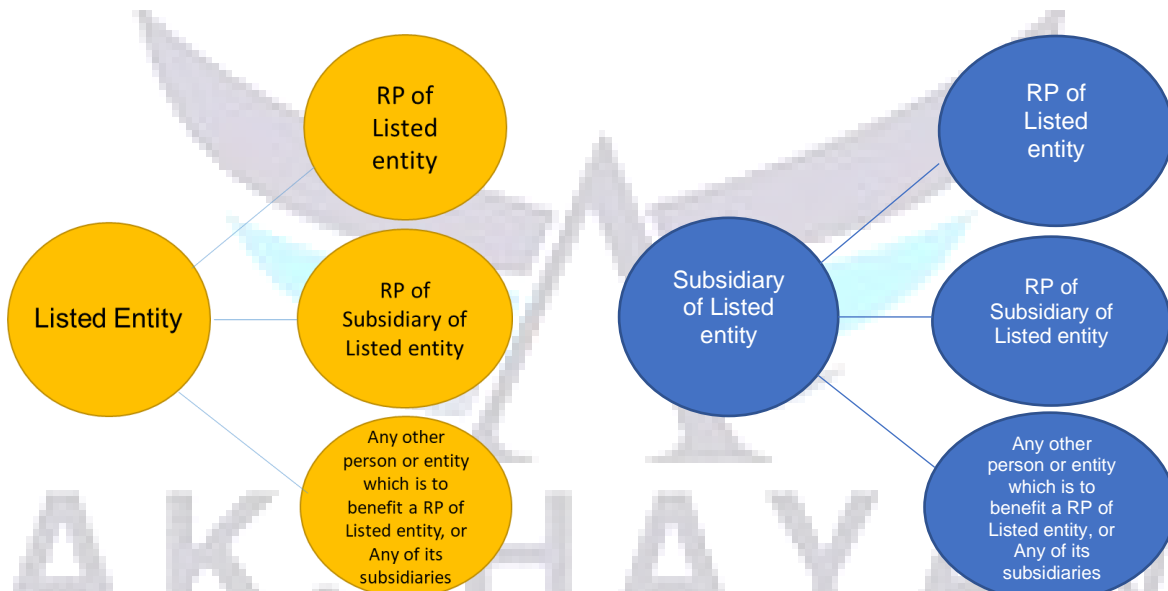 RP of
Listed
entity
Listed Entity
RP of
Subsidiary of
Listed entity
Any other
person or entity
which is to
benefit a RP of
Listed entity, or
Any of its
subsidiaries
RP of
Listed
entity
Subsidiary
of Listed
entity
RP of
Subsidiary of
Listed entity
Any other
person or entity
which is to
benefit a RP of
Listed entity, or
Any of its
subsidiaries